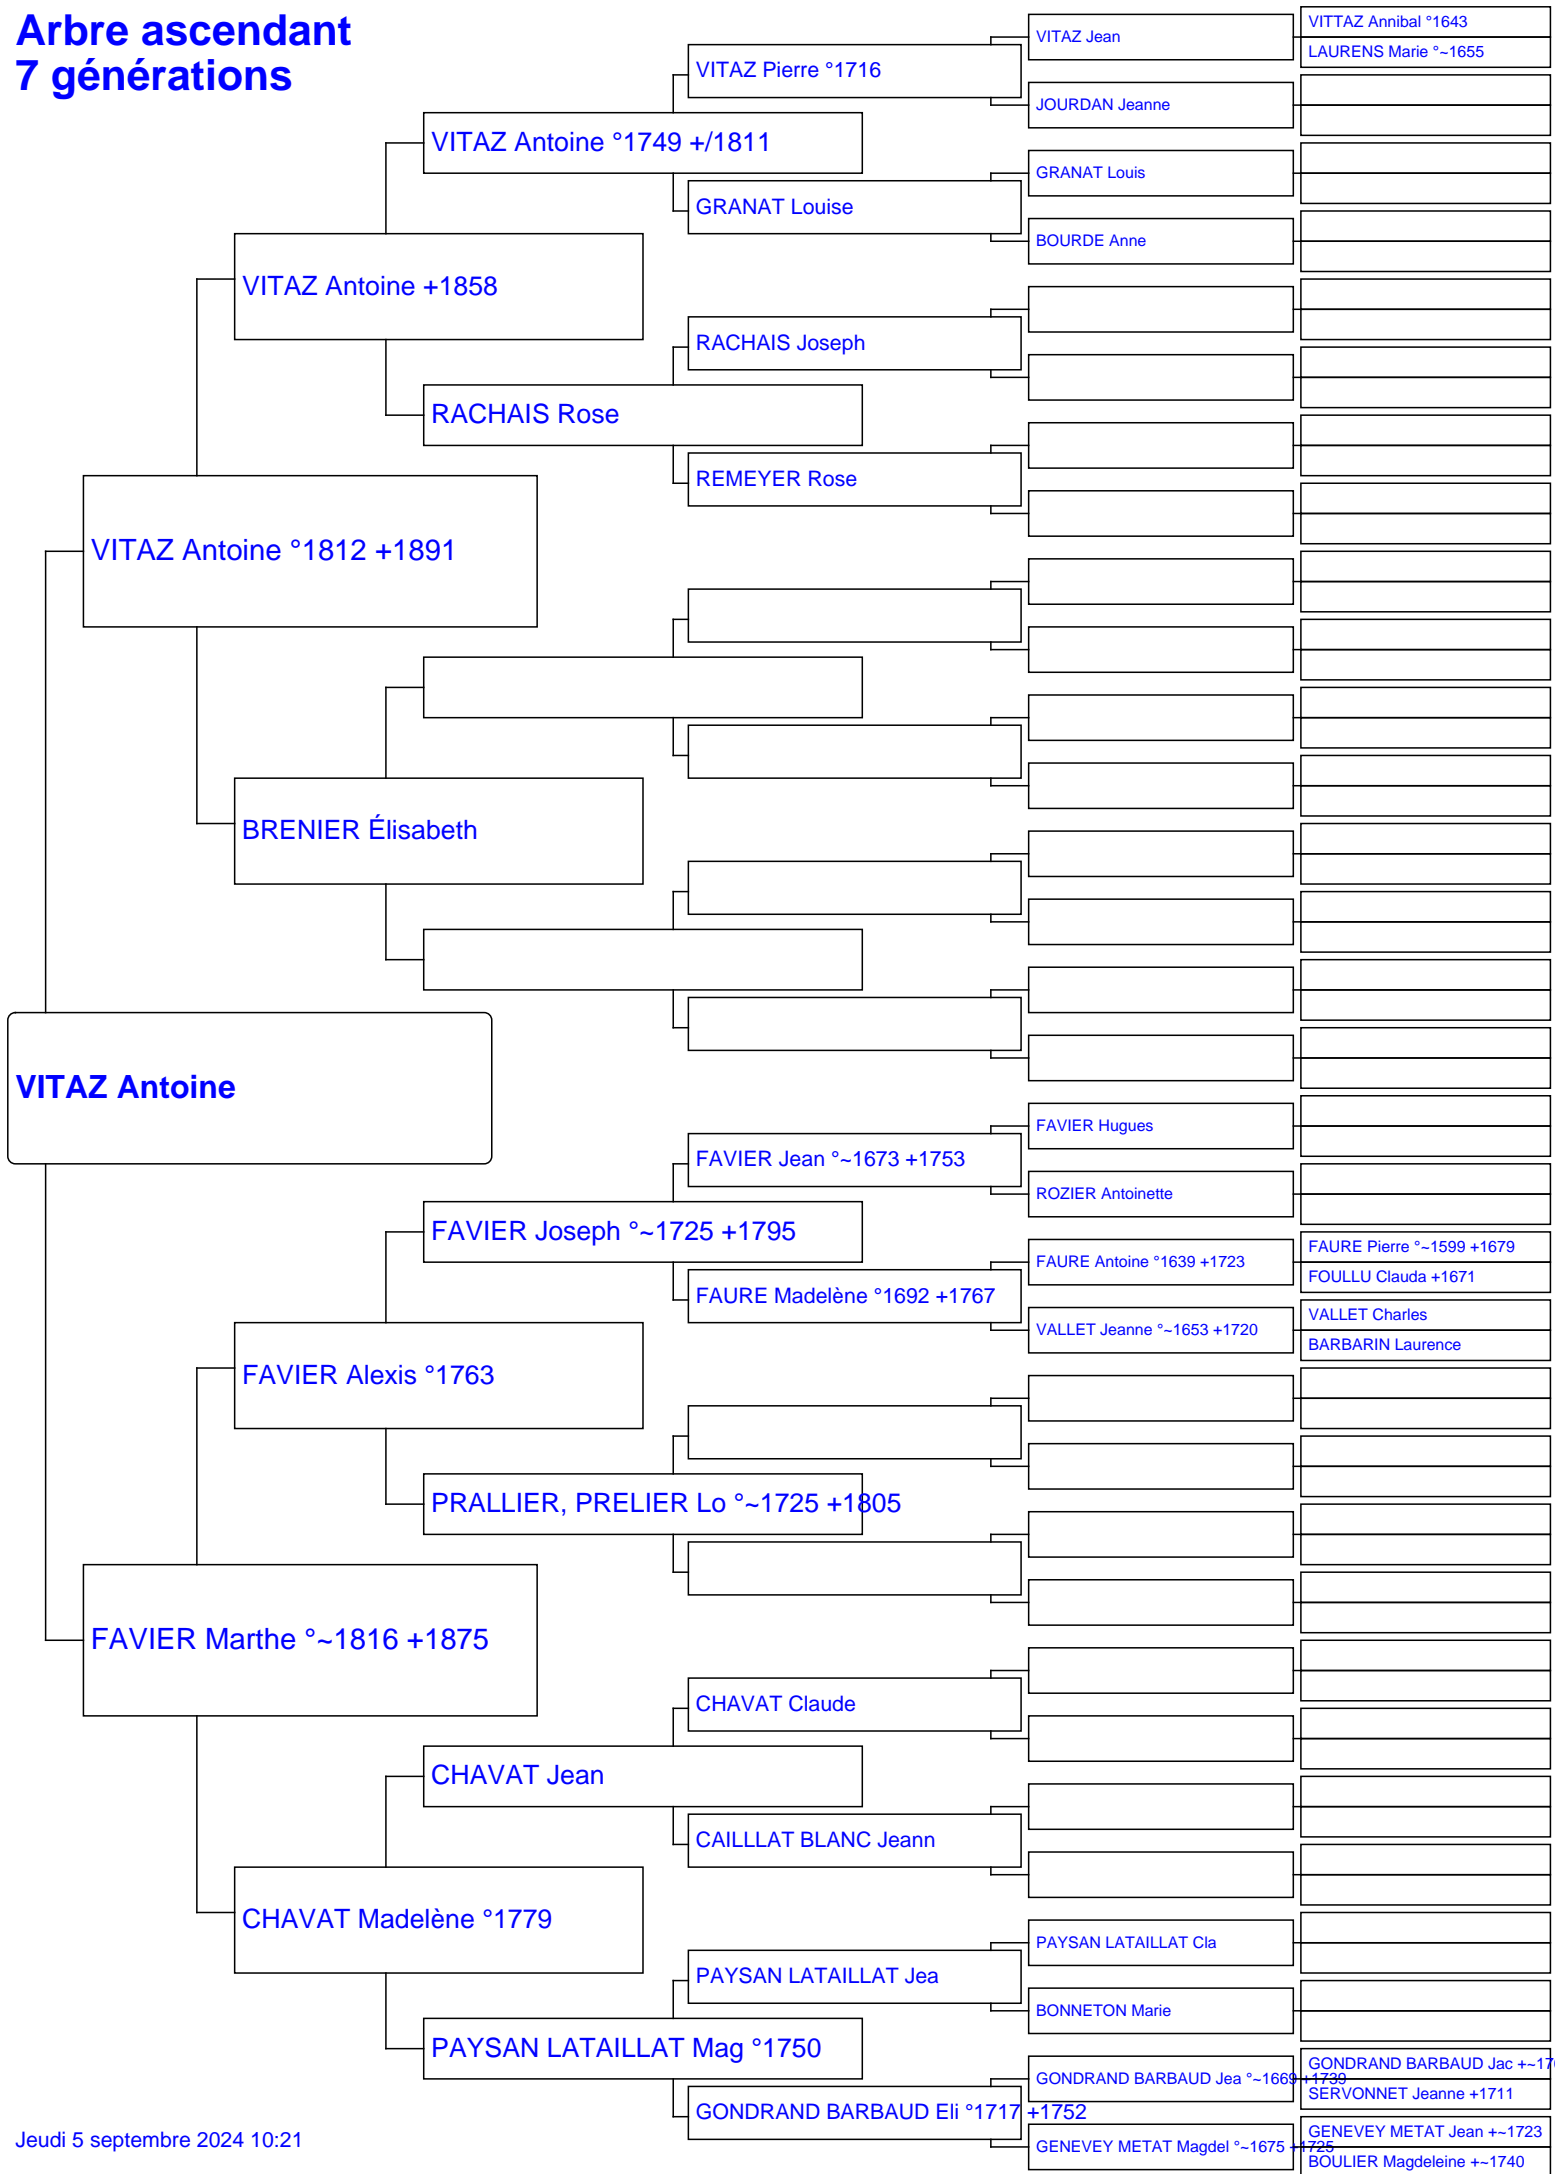 Arbre ascendant
7 générations
VITAZ Antoine
VITAZ Antoine °1812 +1891
FAVIER Marthe °~1816 +1875
VITAZ Antoine +1858
BRENIER Élisabeth
FAVIER Alexis °1763
CHAVAT Madelène °1779
VITAZ Antoine °1749 +/1811
RACHAIS Rose
FAVIER Joseph °~1725 +1795
PRALLIER, PRELIER Lo °~1725 +1805
CHAVAT Jean
PAYSAN LATAILLAT Mag °1750
VITAZ Pierre °1716
GRANAT Louise
RACHAIS Joseph
REMEYER Rose
FAVIER Jean °~1673 +1753
FAURE Madelène °1692 +1767
CHAVAT Claude
CAILLLAT BLANC Jeann
PAYSAN LATAILLAT Jea
GONDRAND BARBAUD Eli °1717 +1752
VITAZ Jean
JOURDAN Jeanne
GRANAT Louis
BOURDE Anne
FAVIER Hugues
ROZIER Antoinette
FAURE Antoine °1639 +1723
VALLET Jeanne °~1653 +1720
PAYSAN LATAILLAT Cla
BONNETON Marie
GONDRAND BARBAUD Jea °~1669 +1739
GENEVEY METAT Magdel °~1675 +1725
VITTAZ Annibal °1643
LAURENS Marie °~1655
FAURE Pierre °~1599 +1679
FOULLU Clauda +1671
VALLET Charles
BARBARIN Laurence
GONDRAND BARBAUD Jac
SERVONNET Jeanne +1711
GENEVEY METAT Jean +~1723
BOULIER Magdeleine +~1740
Jeudi 5 septembre 2024 10:21